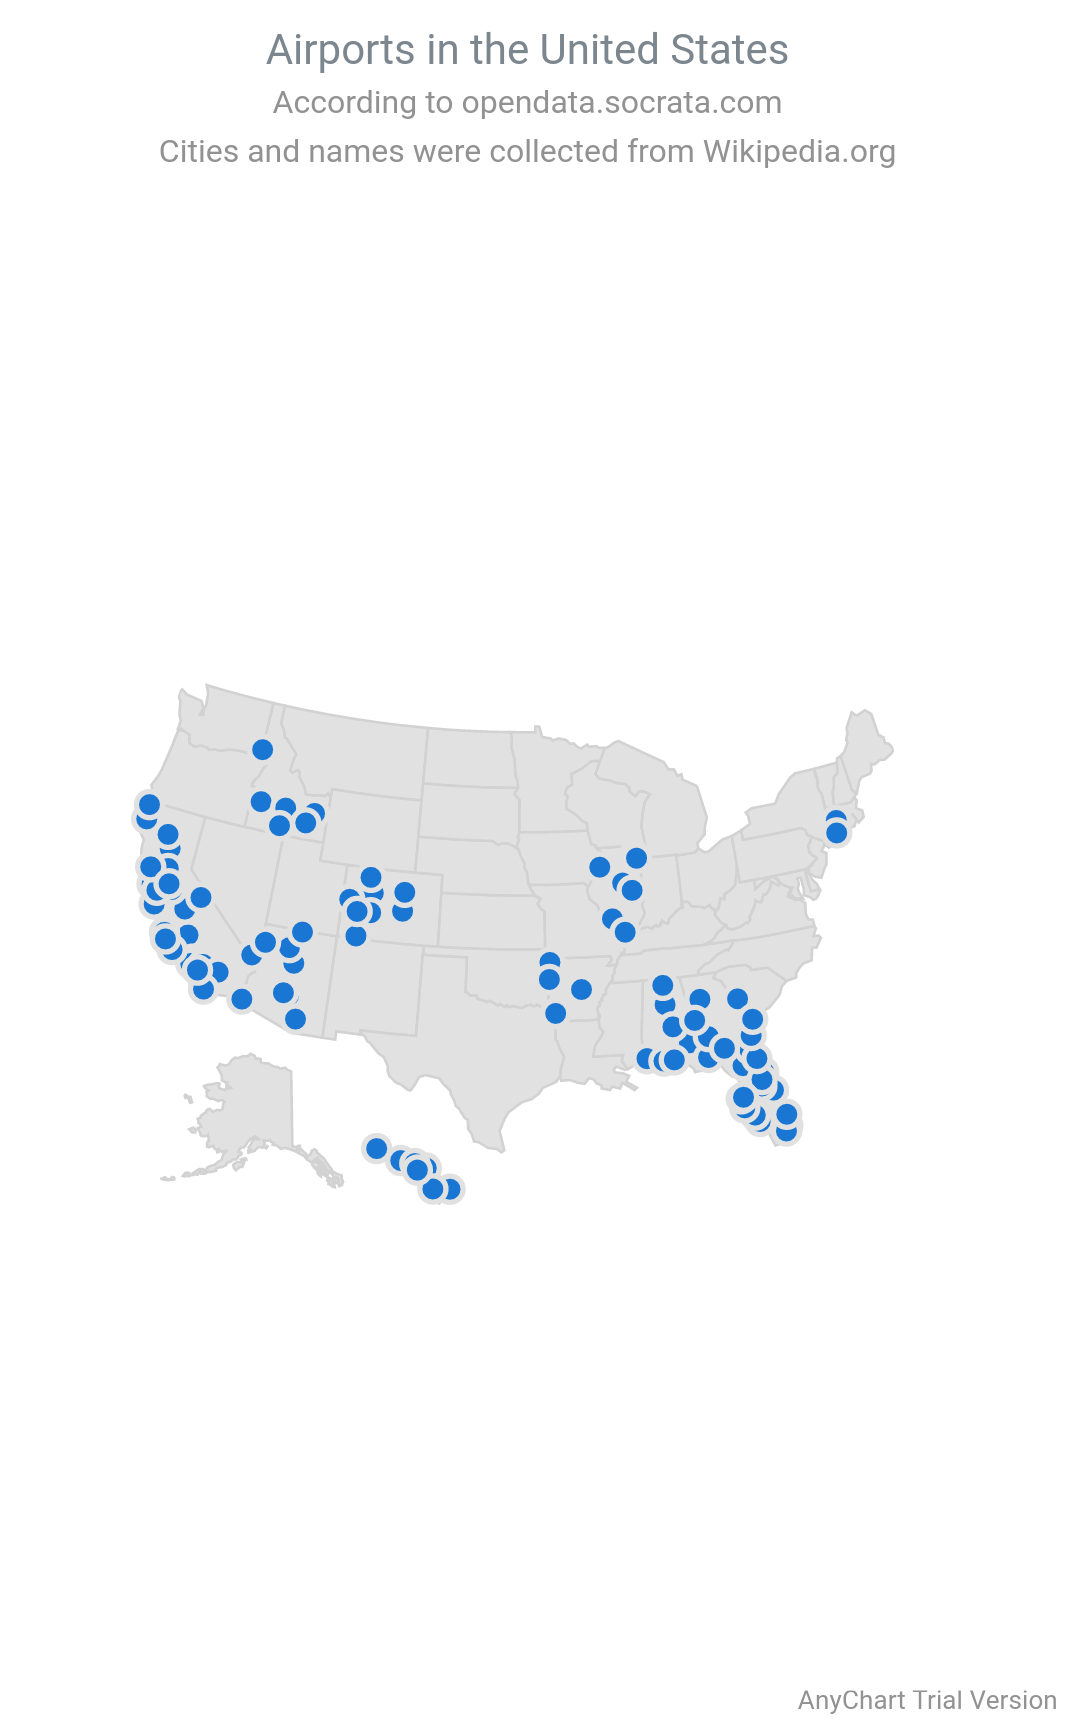 Airports in the United States
According to opendata.socrata.com
Cities and names were collected from Wikipedia.org
AnyChart Trial Version